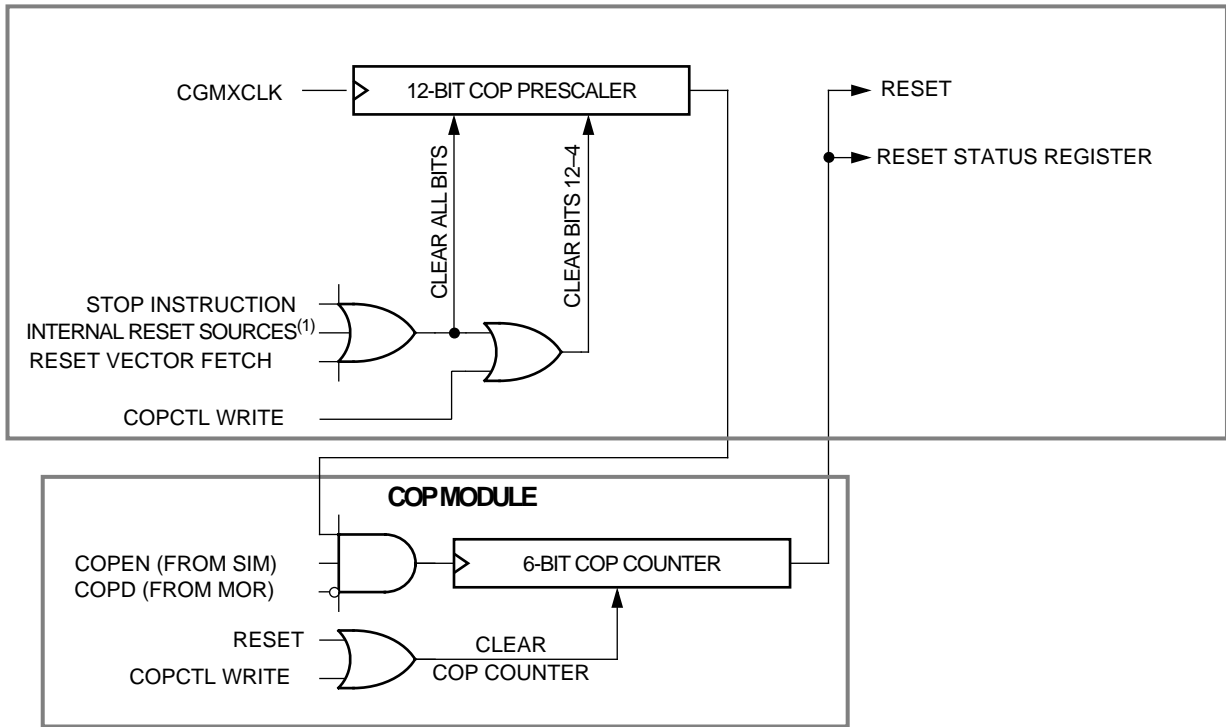 CGMXCLK
12-BIT COP PRESCALER
RESET
RESET STATUS REGISTER
CLEAR ALL BITS
CLEAR BITS 12–4
STOP INSTRUCTION
INTERNAL RESET SOURCES(1)
RESET VECTOR FETCH
COPCTL WRITE
COP MODULE
COPEN (FROM SIM)
COPD (FROM MOR)
6-BIT COP COUNTER
RESET
COPCTL WRITE
CLEAR
COP COUNTER